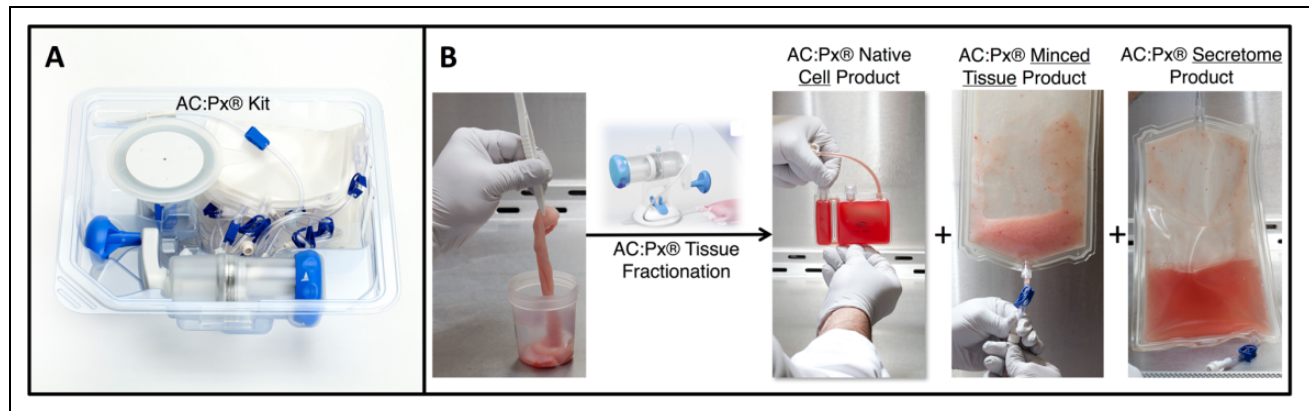 A
AC:Px® Kit
B
AC:Px® Tissue
Fractionation
AC:Px® Native
Cell Product
AC:Px® Minced
Tissue Product
AC:Px® Secretome
Product